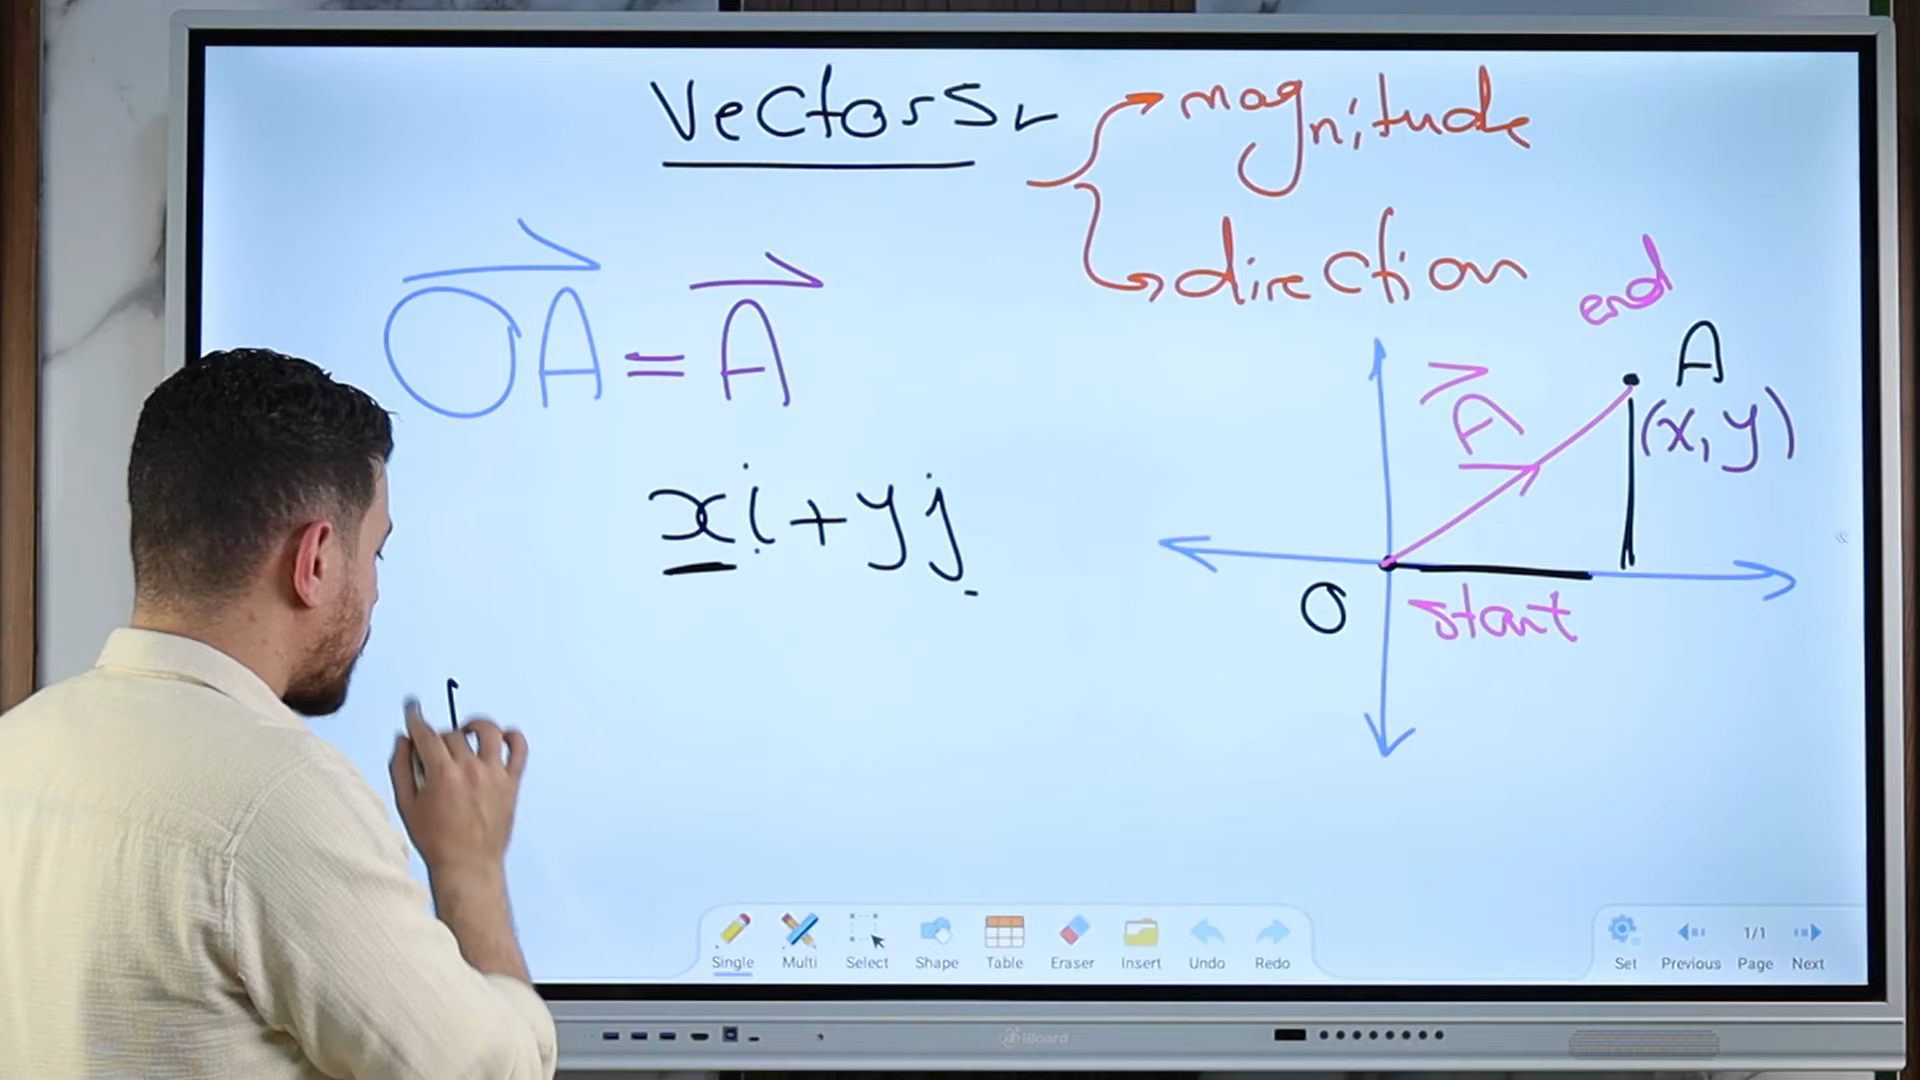 Vectors
magnitude
direction
OA = A
xi + yj
end
A
(x, y)
A
O
start
Single Multi Select Shape Table Eraser Insert Undo Redo
Set Previous 1/1 Page Next
iBoard